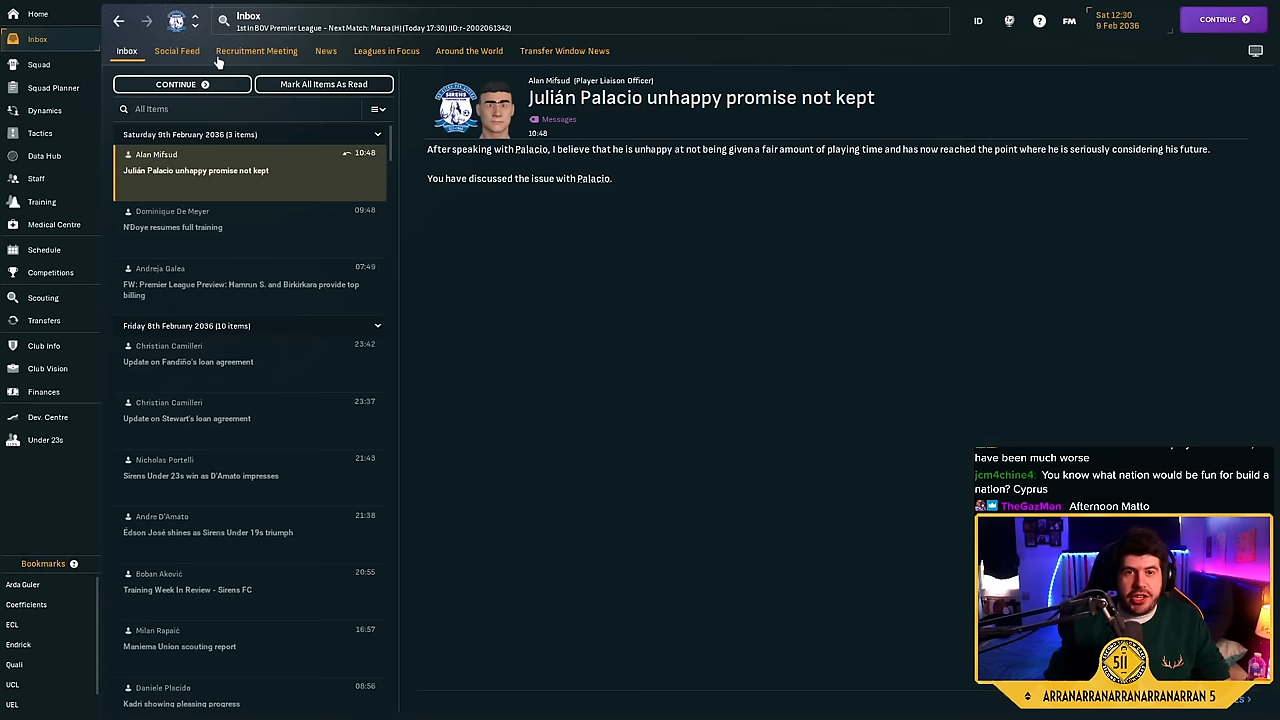 Home
Inbox
Squad
Squad Planner
Dynamics
Tactics
Data Hub
Staff
Training
Medical Centre
Schedule
Competitions
Scouting
Transfers
Club Info
Club Vision
Finances
Dev. Centre
Under 23s
Bookmarks ?
Arda Guler
Coefficients
ECL
Endrick
Quali
UCL
UEL
Inbox
1st in BOV Premier League - Next Match: Marsa (H) (Today 17:30) (ID:r-2002061342)
ID
?
FM
Sat 12:30
9 Feb 2036
CONTINUE
Inbox
Social Feed
Recruitment Meeting
News
Leagues in Focus
Around the World
Transfer Window News
CONTINUE
Mark All Items As Read
All Items
Saturday 9th February 2036 (3 items)
Alan Mifsud
10:48
Julián Palacio unhappy promise not kept
Dominique De Meyer
09:48
N'Doye resumes full training
Andreja Galea
07:49
FW: Premier League Preview: Hamrun S. and Birkirkara provide top
billing
Friday 8th February 2036 (10 items)
Christian Camilleri
23:42
Update on Fandiño's loan agreement
Christian Camilleri
23:37
Update on Stewart's loan agreement
Nicholas Portelli
21:43
Sirens Under 23s win as D'Amato impresses
Andre D'Amato
21:38
Édson José shines as Sirens Under 19s triumph
Boban Aković
20:55
Training Week In Review - Sirens FC
Milan Rapaić
16:57
Maniema Union scouting report
Daniele Placido
08:56
Kadri showing pleasing progress
SIRENS
Alan Mifsud (Player Liaison Officer)
Julián Palacio unhappy promise not kept
Messages
10:48
After speaking with Palacio, I believe that he is unhappy at not being given a fair amount of playing time and has now reached the point where he is seriously considering his future.
You have discussed the issue with Palacio.
have been much worse
jcm4chine4: You know what nation would be fun for build a
nation? Cyprus
TheGazMan Afternoon Matto
511
ARRANARRANARRANARRANARRAN 5